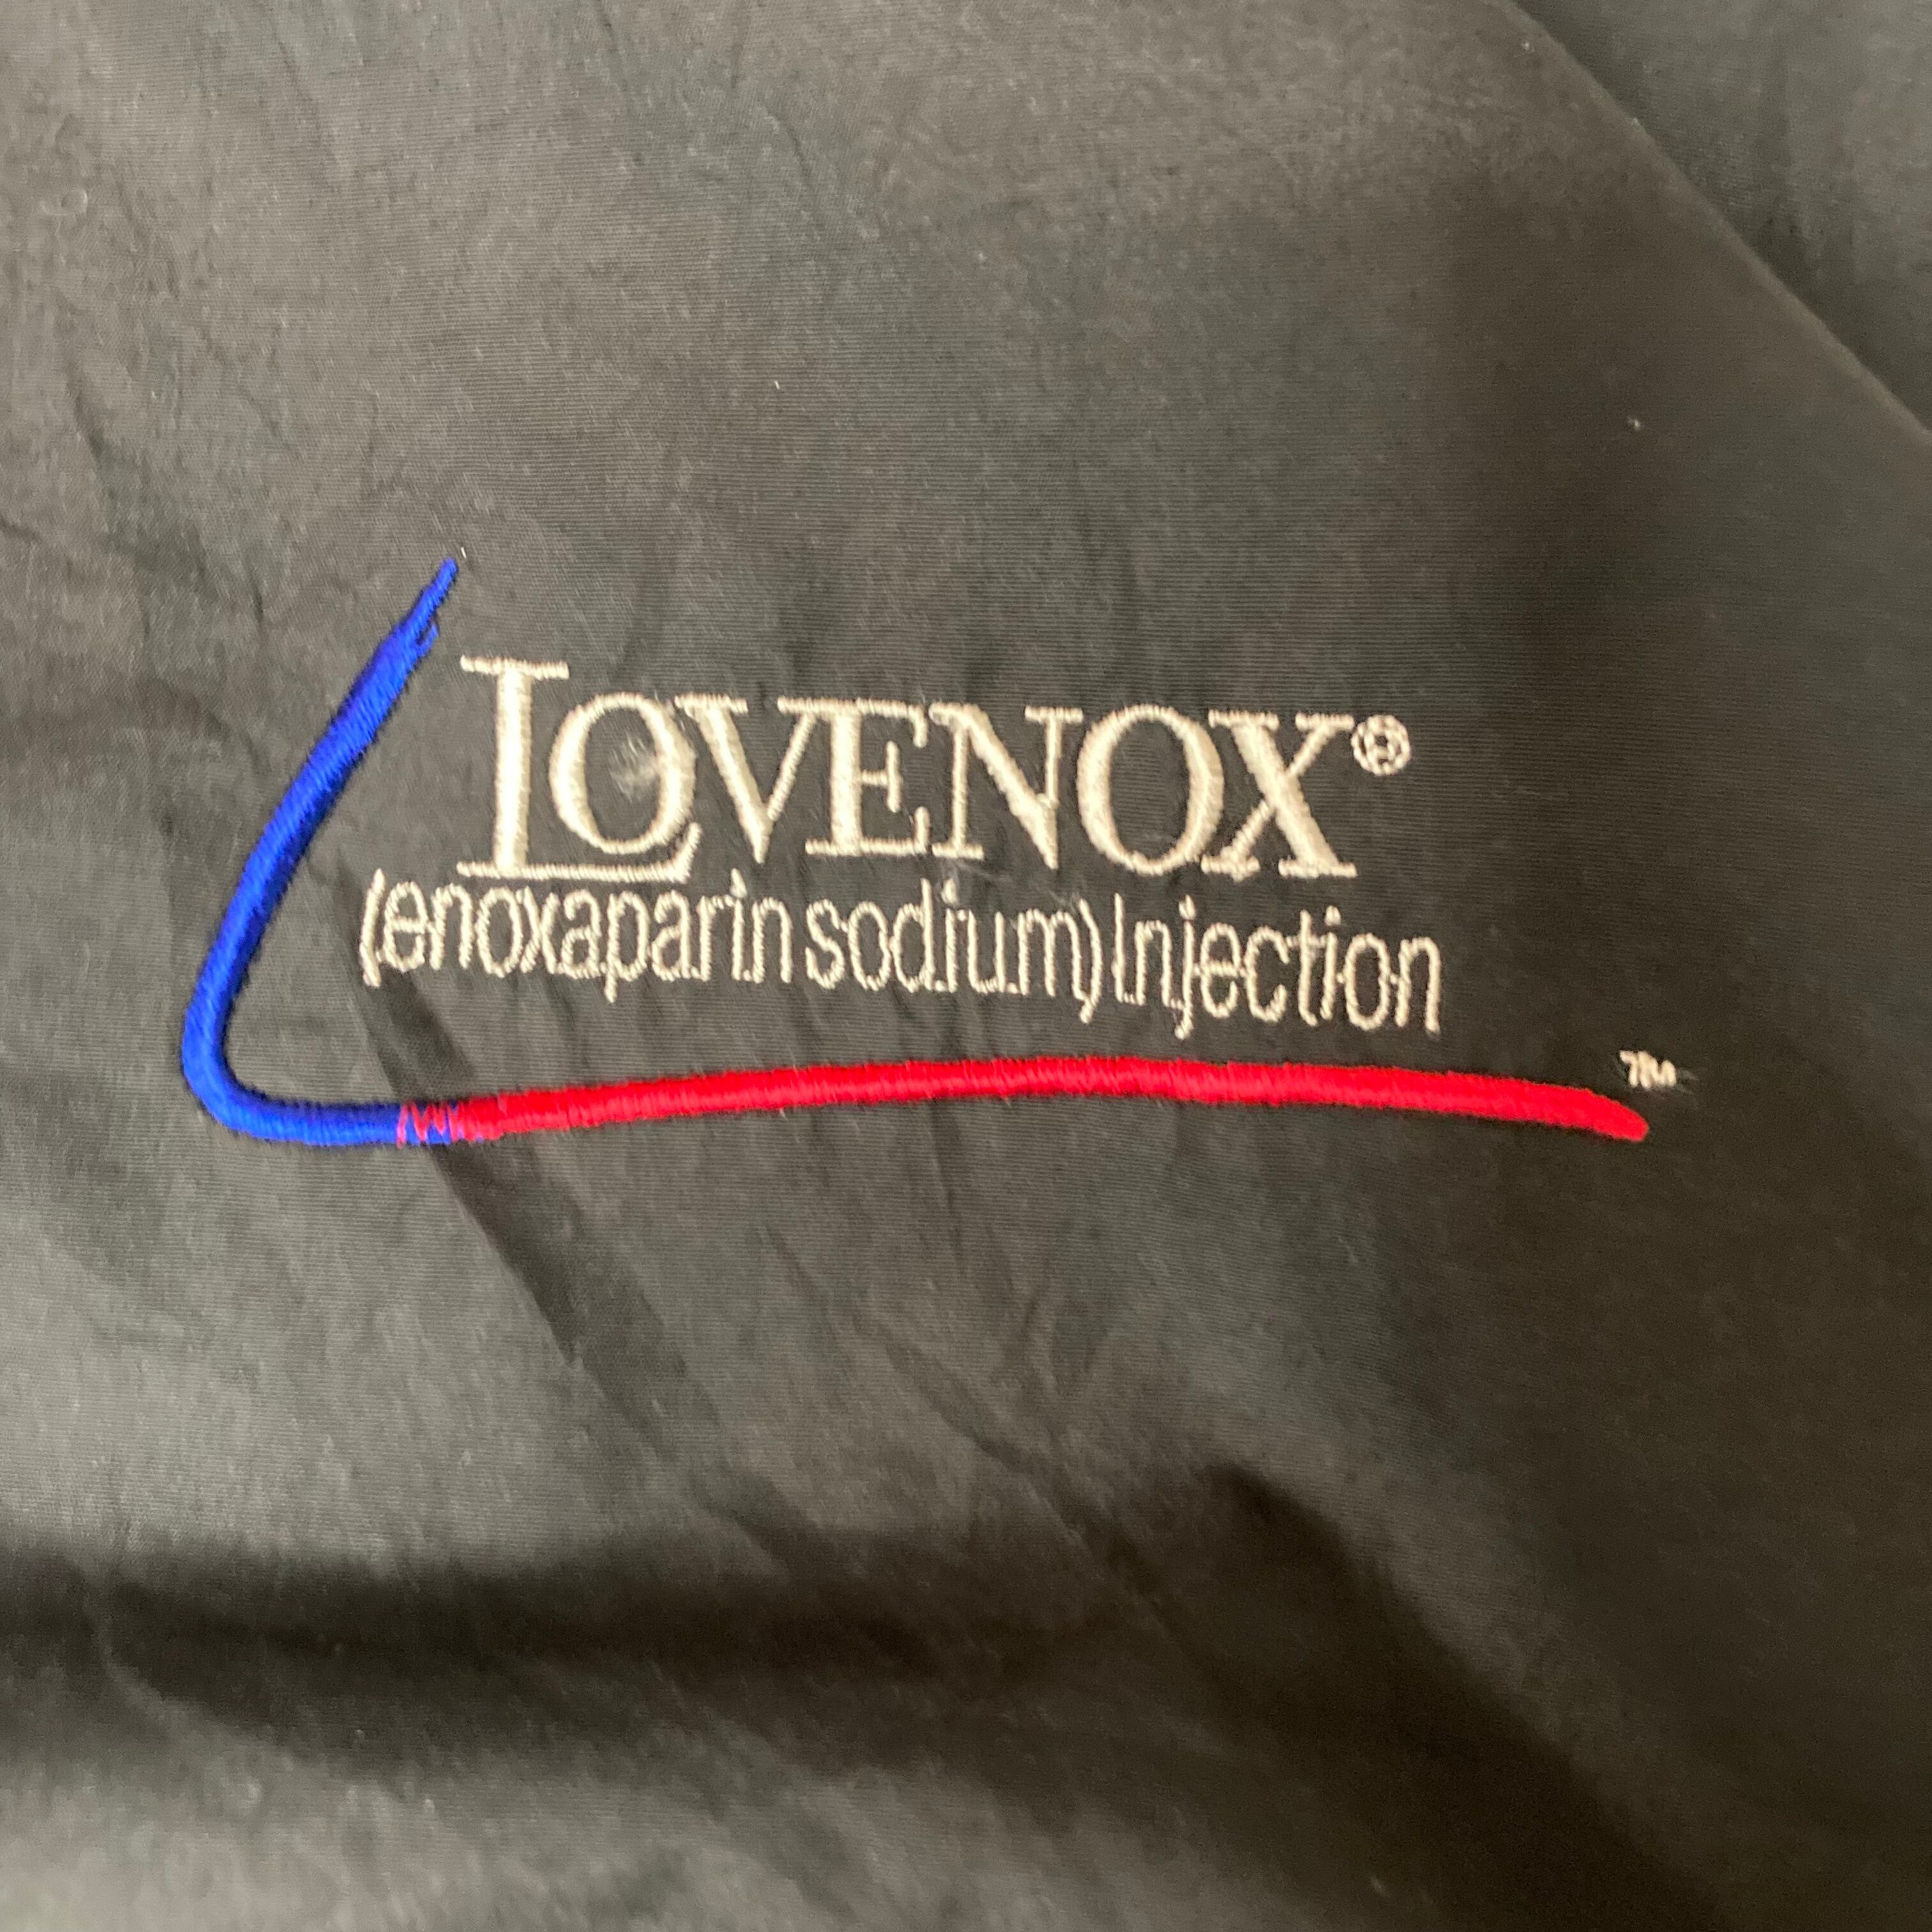 LOVENOX®
(enoxaparin sodium) Injection
™